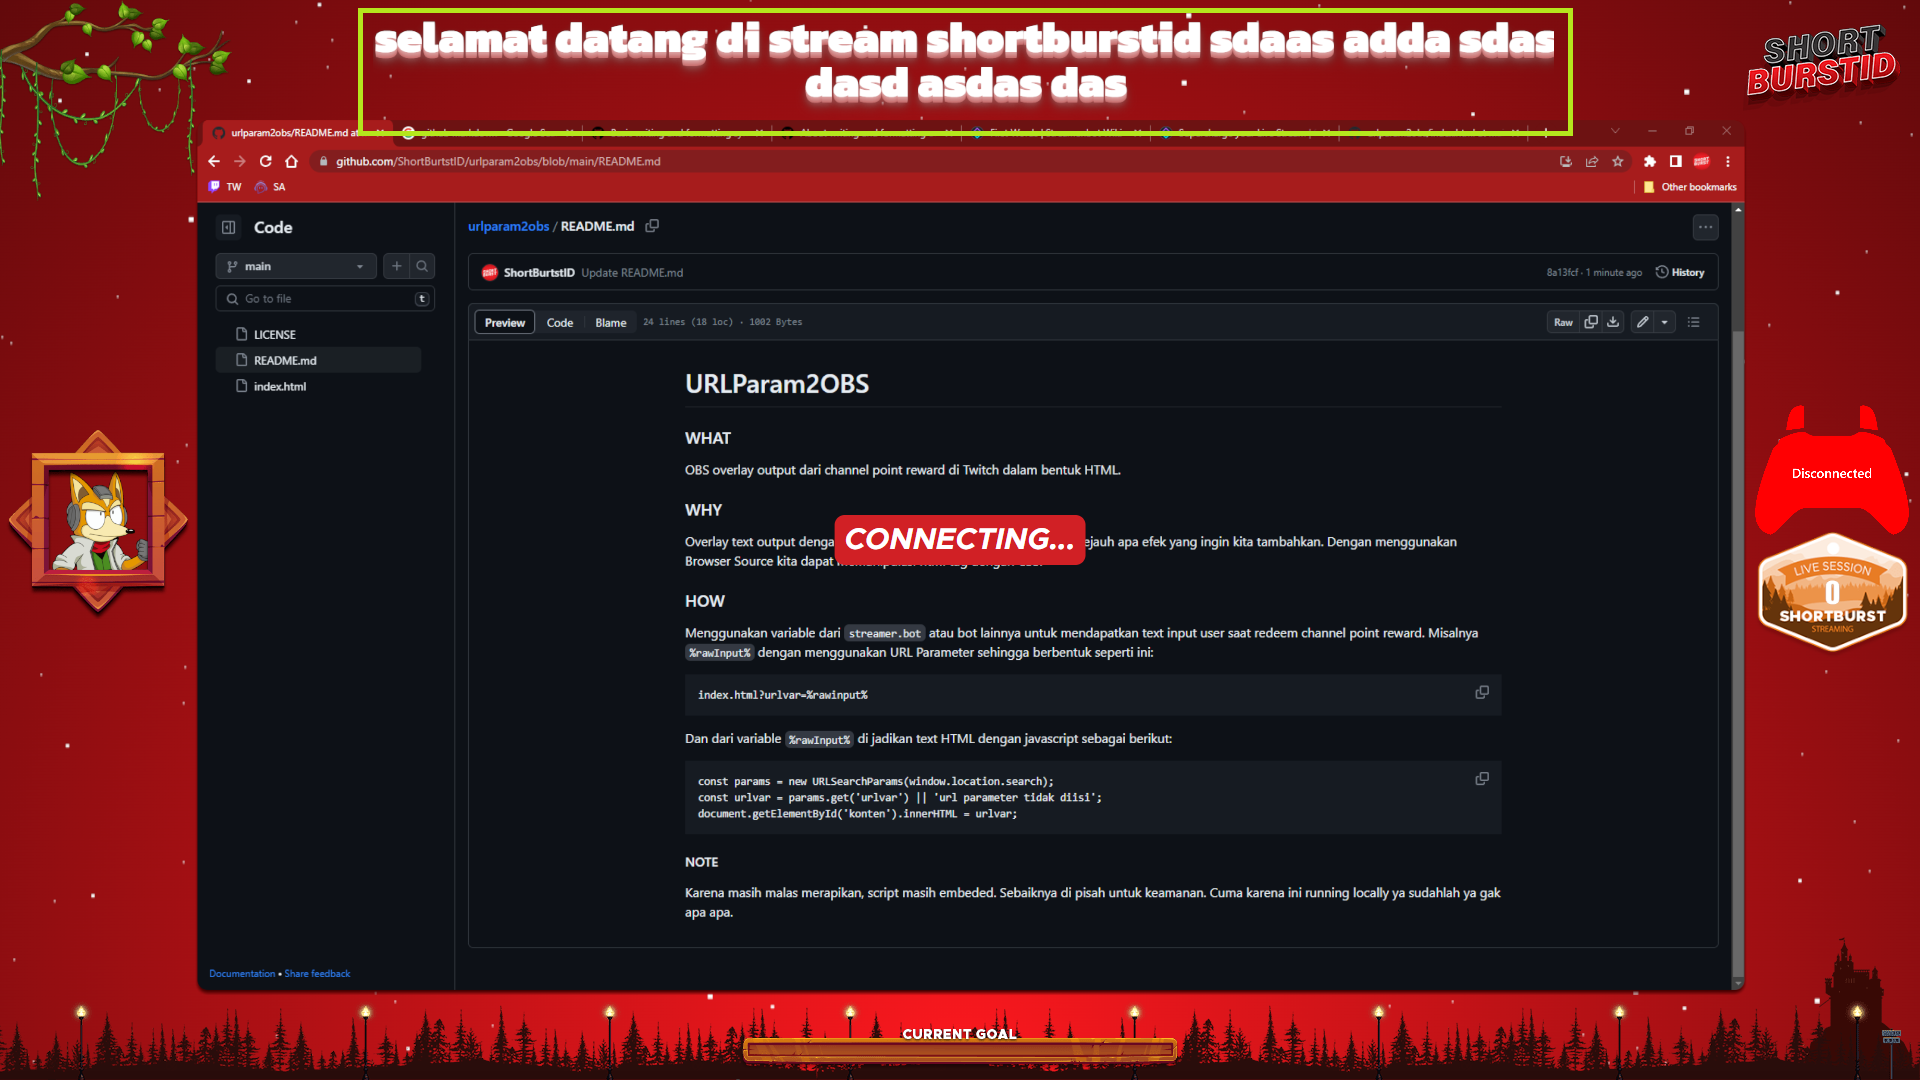 selamat datang di stream shortburstid sdaas adda sdas
dasd asdas das
SHORT
BURSTID
urlparam2obs/README.md at
github.com/ShortBurtstID/urlparam2obs/blob/main/README.md
TW
SA
Other bookmarks
Code
main
Go to file
t
LICENSE
README.md
index.html
Documentation • Share feedback
urlparam2obs / README.md
ShortBurtstID Update README.md
8a13fcf · 1 minute ago
History
Preview
Code
Blame
24 lines (18 loc) · 1002 Bytes
Raw
URLParam2OBS
WHAT
OBS overlay output dari channel point reward di Twitch dalam bentuk HTML.
WHY
Overlay text output ejauh apa efek yang ingin kita tambahkan. Dengan menggunakan
Browser Source kita dapat
CONNECTING...
HOW
Menggunakan variable dari streamer.bot atau bot lainnya untuk mendapatkan text input user saat redeem channel point reward. Misalnya
%rawInput% dengan menggunakan URL Parameter sehingga berbentuk seperti ini:
index.html?urlvar=%rawinput%
Dan dari variable %rawInput% di jadikan text HTML dengan javascript sebagai berikut:
const params = new URLSearchParams(window.location.search);
const urlvar = params.get('urlvar') || 'url parameter tidak diisi';
document.getElementById('konten').innerHTML = urlvar;
NOTE
Karena masih malas merapikan, script masih embeded. Sebaiknya di pisah untuk keamanan. Cuma karena ini running locally ya sudahlah ya gak
apa apa.
Disconnected
LIVE SESSION
0
SHORTBURST
STREAMING
CURRENT GOAL